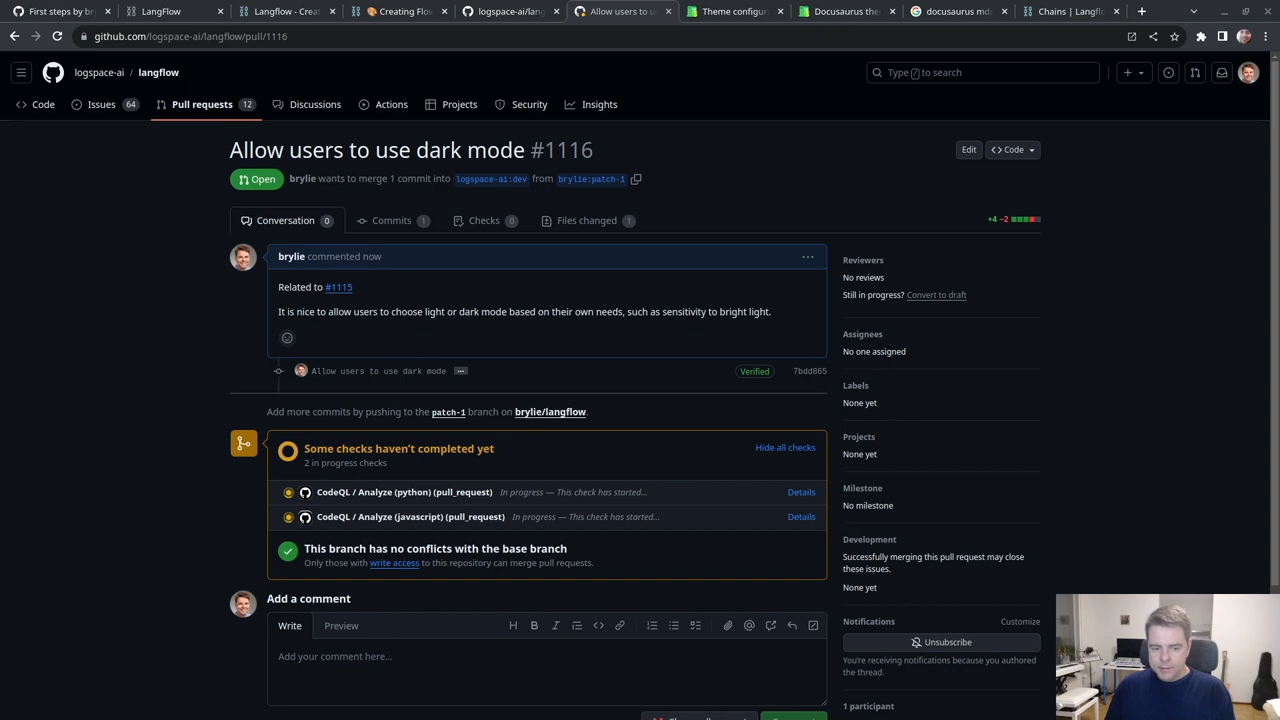 First steps by br
LangFlow
Langflow - Creat
🎨 Creating Flow
logspace-ai/lang
Allow users to u
Theme configur
Docusaurus the
docusaurus mdx
Chains | Langflo
github.com/logspace-ai/langflow/pull/1116
logspace-ai / langflow
Type / to search
Code
Issues 64
Pull requests 12
Discussions
Actions
Projects
Security
Insights
Allow users to use dark mode #1116
Edit
<> Code
Open
brylie wants to merge 1 commit into logspace-ai:dev from brylie:patch-1
Conversation 0
Commits 1
Checks 0
Files changed 1
+4 −2
brylie commented now
Related to #1115
It is nice to allow users to choose light or dark mode based on their own needs, such as sensitivity to bright light.
Allow users to use dark mode
Verified
7bdd865
Add more commits by pushing to the patch-1 branch on brylie/langflow.
Some checks haven't completed yet
2 in progress checks
Hide all checks
CodeQL / Analyze (python) (pull_request) In progress — This check has started...
Details
CodeQL / Analyze (javascript) (pull_request) In progress — This check has started...
Details
This branch has no conflicts with the base branch
Only those with write access to this repository can merge pull requests.
Add a comment
Write
Preview
Add your comment here...
Reviewers
No reviews
Still in progress? Convert to draft
Assignees
No one assigned
Labels
None yet
Projects
None yet
Milestone
No milestone
Development
Successfully merging this pull request may close
these issues.
None yet
Notifications
Customize
Unsubscribe
You're receiving notifications because you authored
the thread.
1 participant